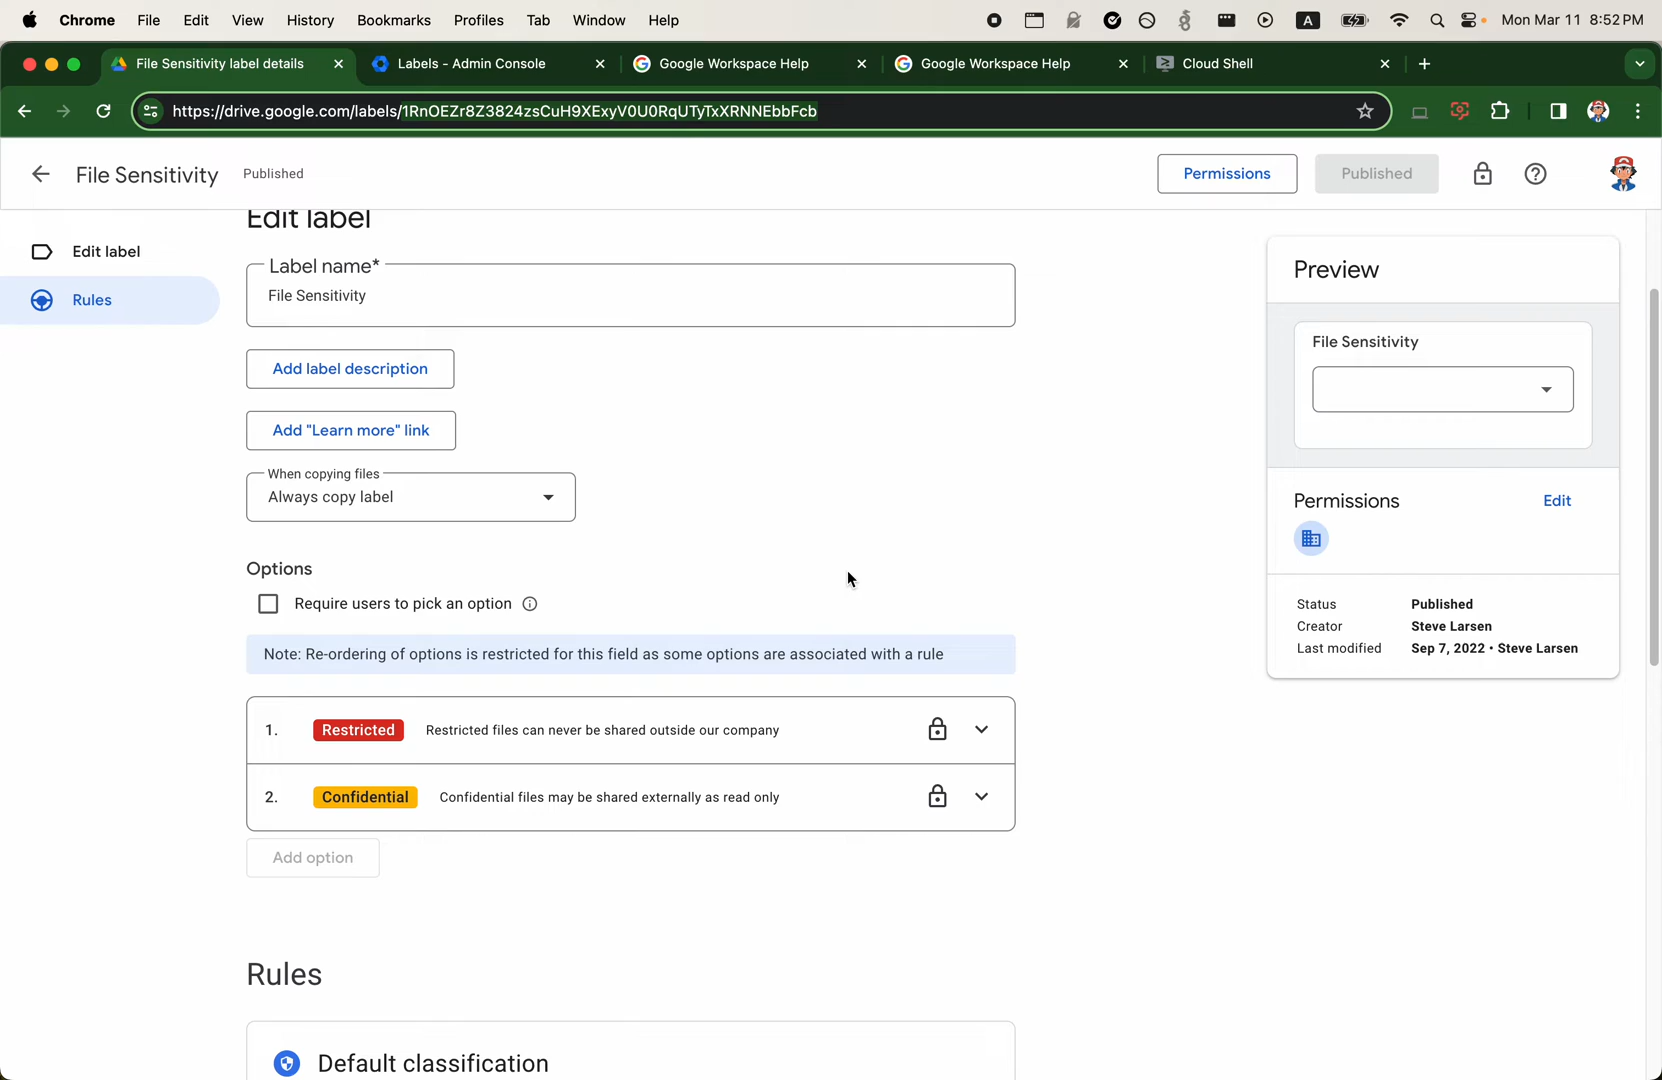 Chrome File Edit View History Bookmarks Profiles Tab Window Help A Mon Mar 11 8:52 PM
File Sensitivity label details Labels - Admin Console Google Workspace Help Google Workspace Help Cloud Shell
https://drive.google.com/labels/1RnOEZr8Z3824zsCuH9XExyV0U0RqUTyTxXRNNEbbFcb
File Sensitivity Published Permissions Published
Edit label
Rules
Edit label
Label name*
File Sensitivity
Add label description
Add "Learn more" link
When copying files
Always copy label
Options
Require users to pick an option
Note: Re-ordering of options is restricted for this field as some options are associated with a rule
1. Restricted Restricted files can never be shared outside our company
2. Confidential Confidential files may be shared externally as read only
Add option
Rules
Default classification
Preview
File Sensitivity
Permissions Edit
Status Published
Creator Steve Larsen
Last modified Sep 7, 2022 • Steve Larsen